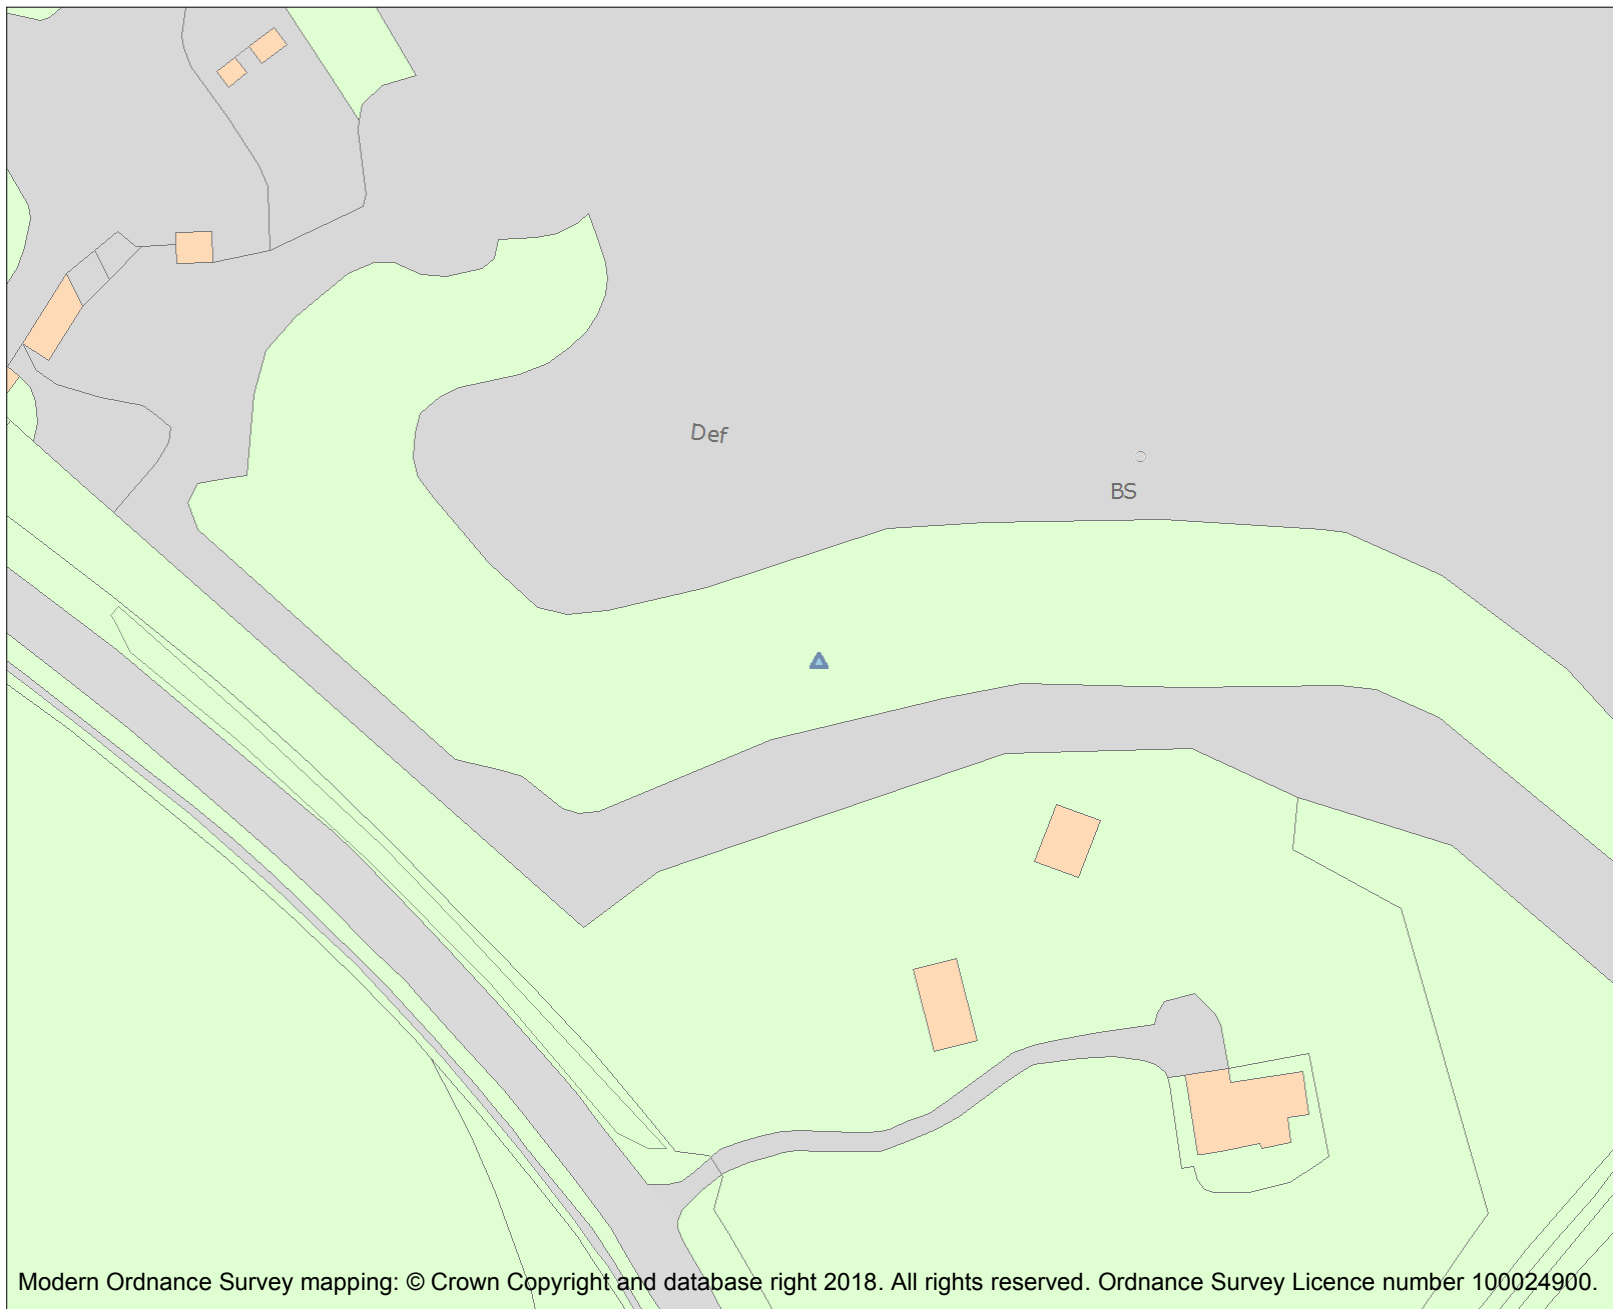 Def
BS
Modern Ordnance Survey mapping: © Crown Copyright and database right 2018. All rights reserved. Ordnance Survey Licence number 100024900.